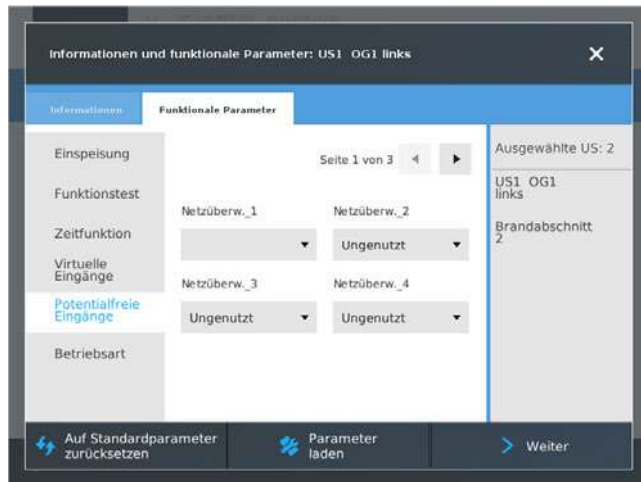 Informationen und funktionale Parameter: US1 OG1 links
Informationen
Funktionale Parameter
Einspeisung
Funktionstest
Zeitfunktion
Virtuelle
Eingänge
Potentialfreie
Eingänge
Betriebsart
Seite 1 von 3
Netzüberw._1
Netzüberw._2
Ungenutzt
Netzüberw._3
Netzüberw._4
Ungenutzt
Ungenutzt
Ausgewählte US: 2
US1 OG1
links
Brandabschnitt
2
Auf Standardparameter
zurücksetzen
Parameter
laden
Weiter